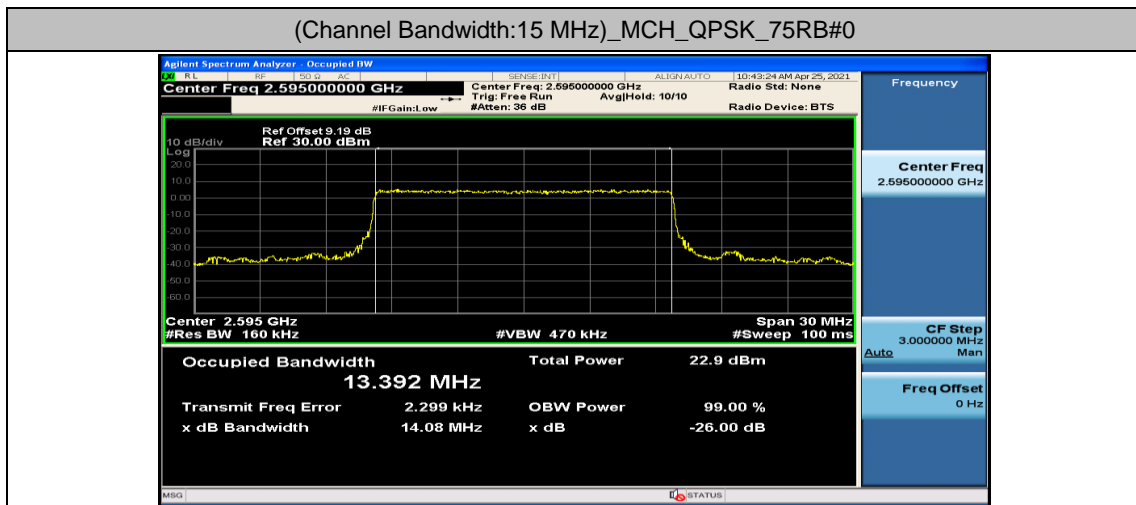 (Channel Bandwidth:15 MHz)_MCH_QPSK_75RB#0
Agilent Spectrum Analyzer - Occupied BW
LXI RL RF 50 Ω AC SENSE:INT ALIGN AUTO 10:43:24 AM Apr 25, 2021
Center Freq 2.595000000 GHz
Center Freq: 2.595000000 GHz
Radio Std: None
Trig: Free Run Avg|Hold: 10/10
#IFGain:Low #Atten: 36 dB Radio Device: BTS
Ref Offset 9.19 dB
10 dB/div Ref 30.00 dBm
Log
20.0
10.0
0.00
-10.0
-20.0
-30.0
-40.0
-50.0
-60.0
Center 2.595 GHz Span 30 MHz
#Res BW 160 kHz #VBW 470 kHz #Sweep 100 ms
Occupied Bandwidth Total Power 22.9 dBm
13.392 MHz
Transmit Freq Error 2.299 kHz OBW Power 99.00 %
x dB Bandwidth 14.08 MHz x dB -26.00 dB
Frequency
Center Freq
2.595000000 GHz
CF Step
3.000000 MHz
Auto Man
Freq Offset
0 Hz
MSG STATUS